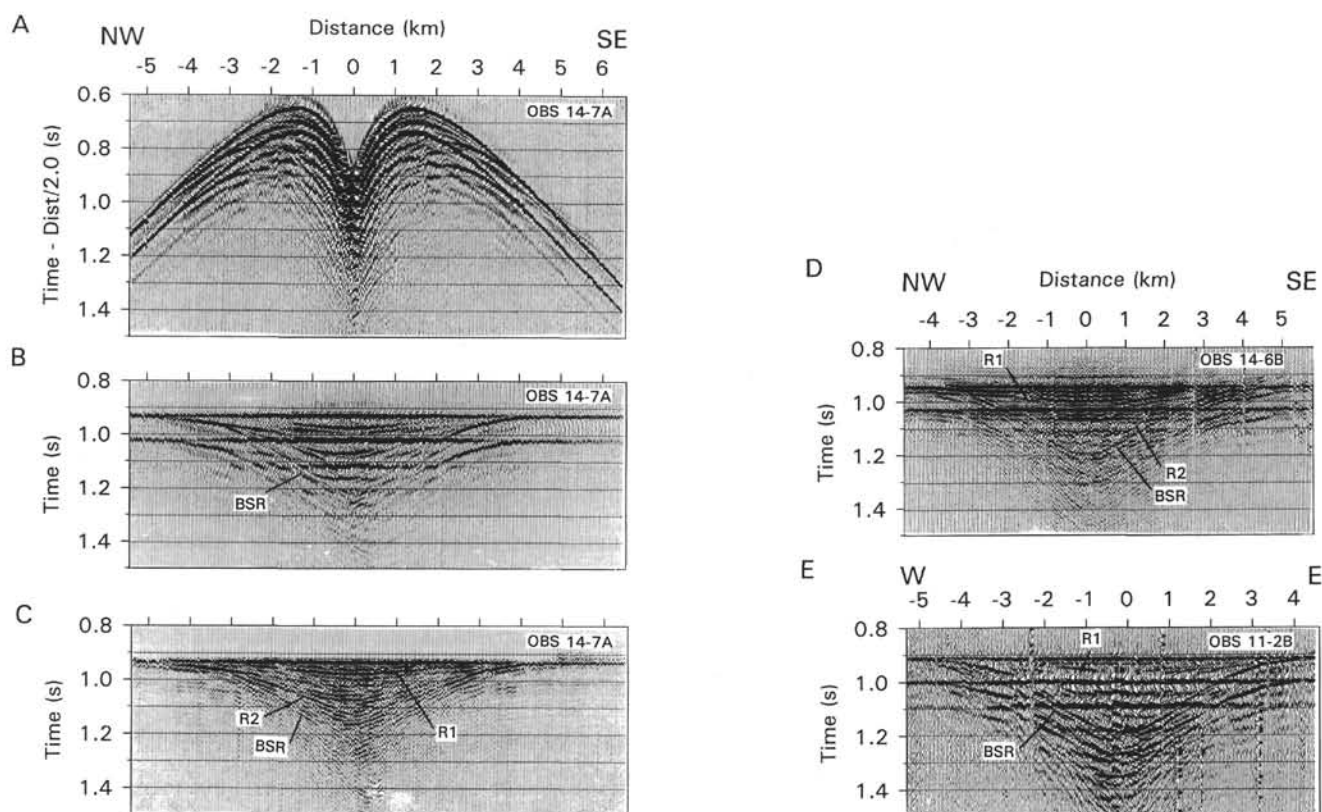 A
NW
Distance (km)
SE
-5 -4 -3 -2 -1 0 1 2 3 4 5 6
OBS 14-7A
Time - Dist/2.0 (s)
0.6
0.8
1.0
1.2
1.4
B
OBS 14-7A
Time (s)
0.8
1.0
1.2
1.4
BSR
C
OBS 14-7A
Time (s)
0.8
1.0
1.2
1.4
R2
BSR
R1
D
NW
Distance (km)
SE
-4 -3 -2 -1 0 1 2 3 4 5
OBS 14-6B
Time (s)
0.8
1.0
1.2
1.4
R1
R2
BSR
E
W
E
-5 -4 -3 -2 -1 0 1 2 3 4
OBS 11-2B
Time (s)
0.8
1.0
1.2
1.4
R1
BSR